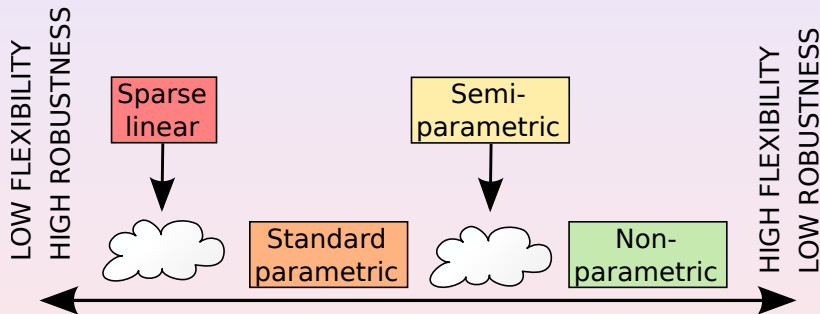 LOW FLEXIBILITY
HIGH ROBUSTNESS
Sparse
linear
Semi-
parametric
Standard
parametric
Non-
parametric
HIGH FLEXIBILITY
LOW ROBUSTNESS